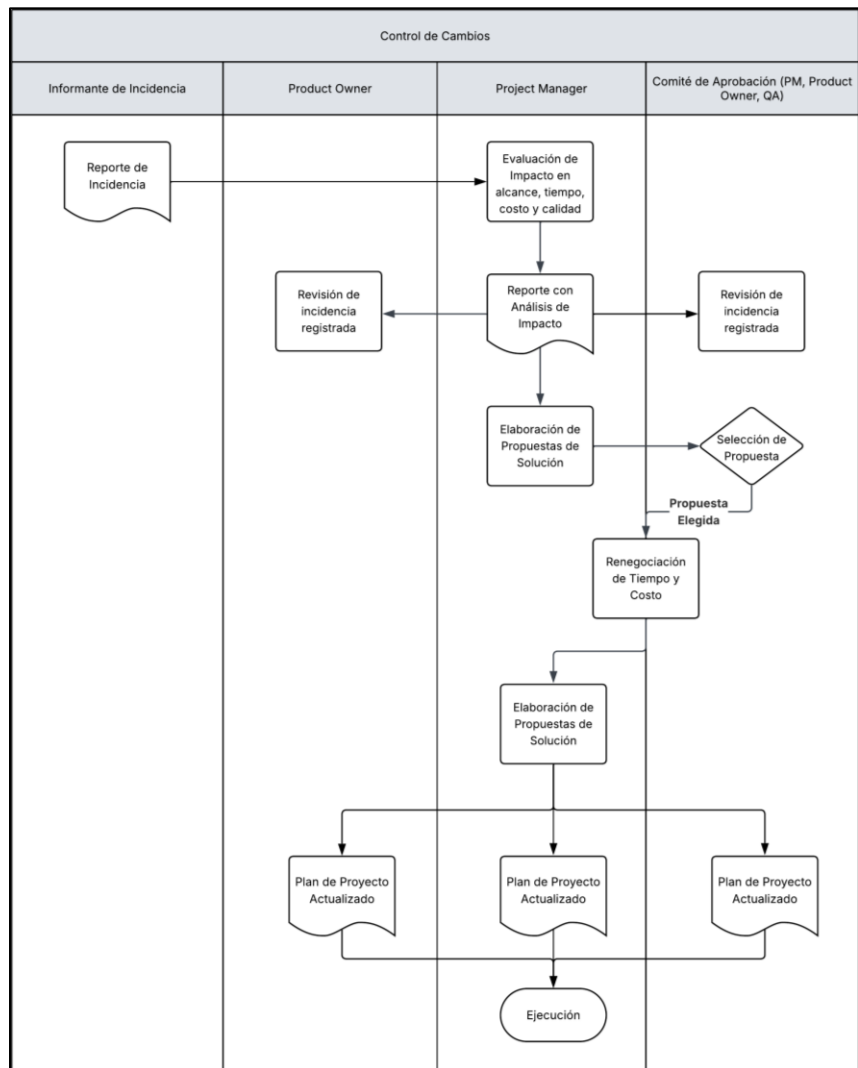 Control de Cambios
Informante de Incidencia
Product Owner
Project Manager
Comité de Aprobación (PM, Product
Owner, QA)
Reporte de
Incidencia
Evaluación de
Impacto en
alcance, tiempo,
costo y calidad
Revisión de
incidencia
registrada
Reporte con
Análisis de
Impacto
Revisión de
incidencia
registrada
Elaboración de
Propuestas de
Solución
Selección de
Propuesta
Propuesta
Elegida
Renegociación
de Tiempo y
Costo
Elaboración de
Propuestas de
Solución
Plan de Proyecto
Actualizado
Plan de Proyecto
Actualizado
Plan de Proyecto
Actualizado
Ejecución